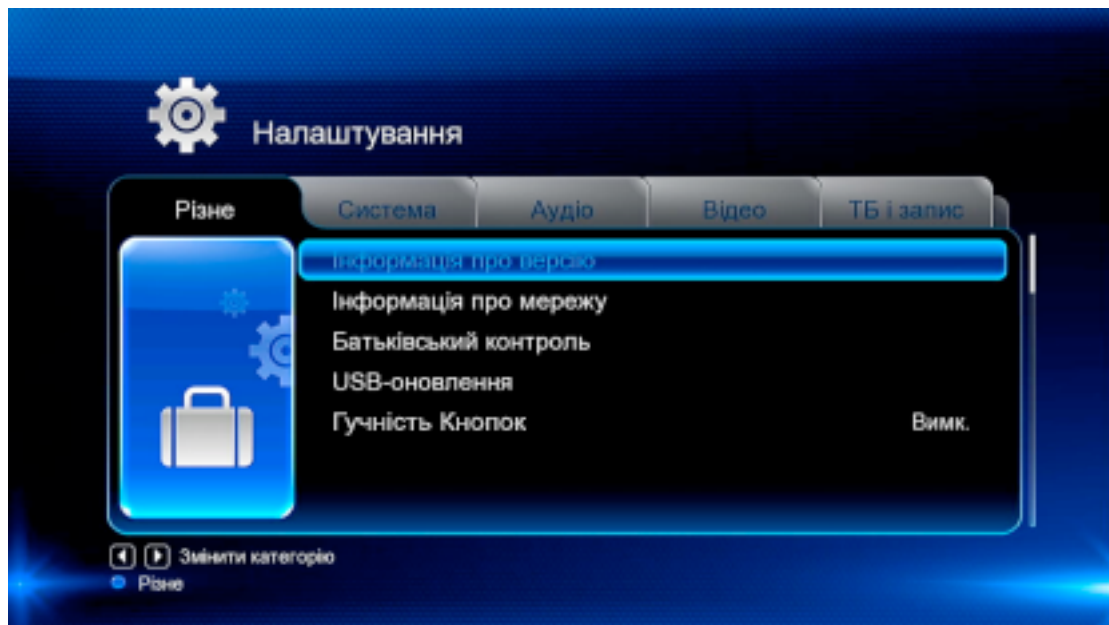 Налаштування
Різне Система Аудіо Відео ТБ і запис
Інформація про версію
Інформація про мережу
Батьківський контроль
USB-оновлення
Гучність Кнопок Вимк.
Змінити категорію
Різне